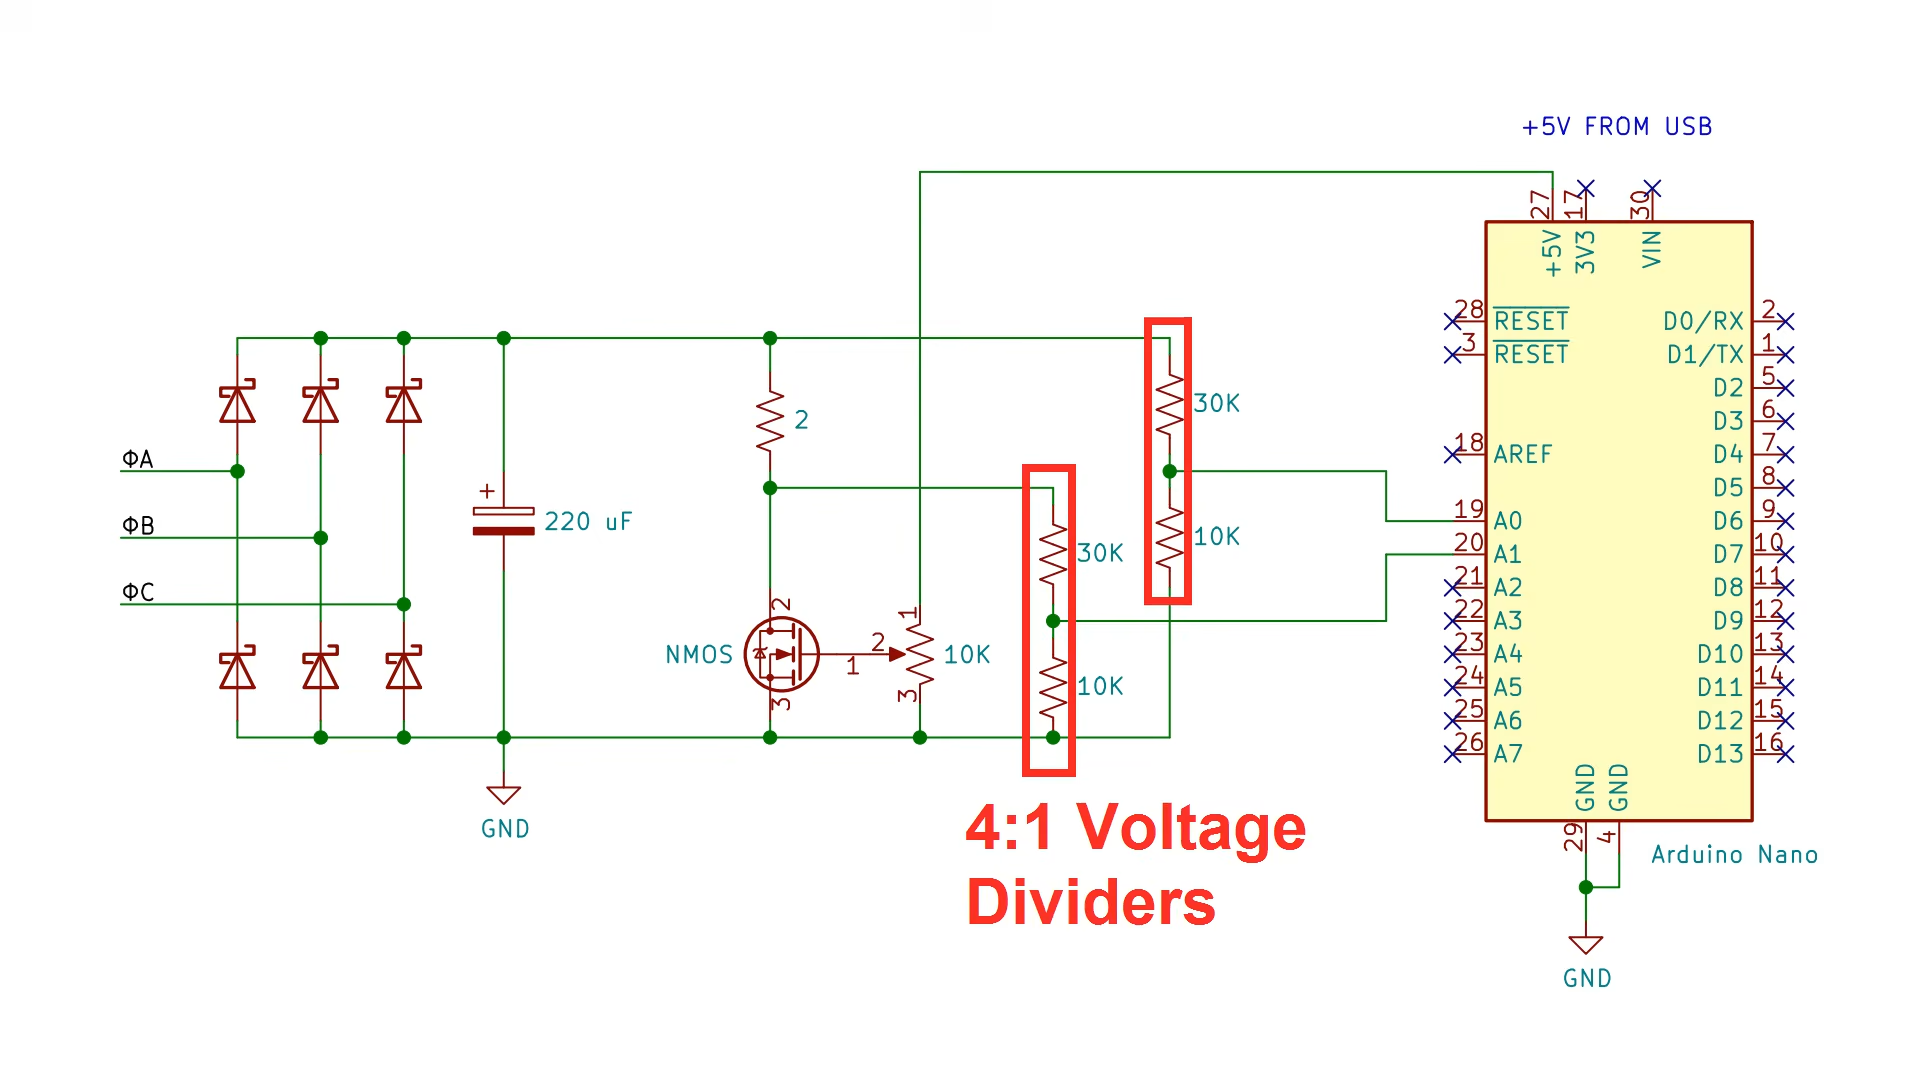 +5V FROM USB
27
17
30
+5V
3V3
VIN
28
RESET
3
RESET
18
AREF
19
A0
20
A1
21
A2
22
A3
23
A4
24
A5
25
A6
26
A7
D0/RX
2
D1/TX
1
D2
5
D3
6
D4
7
D5
8
D6
9
D7
10
D8
11
D9
12
D10
13
D11
14
D12
15
D13
16
GND
GND
29
4
Arduino Nano
GND
ΦA
ΦB
ΦC
+
220 uF
GND
2
NMOS
2
3
1
2
1
3
10K
30K
10K
30K
10K
4:1 Voltage
Dividers